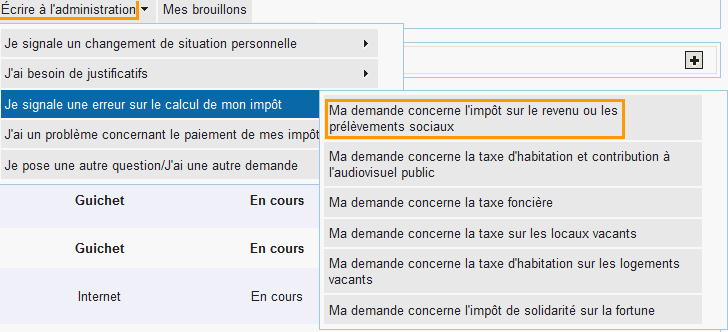 Écrire à l'administration
Mes brouillons
Je signale un changement de situation personnelle
J'ai besoin de justificatifs
Je signale une erreur sur le calcul de mon impôt
J'ai un problème concernant le paiement de mes impôt
Je pose une autre question/J'ai une autre demande
Ma demande concerne l'impôt sur le revenu ou les
prélèvements sociaux
Ma demande concerne la taxe d'habitation et contribution à
l'audiovisuel public
Ma demande concerne la taxe foncière
Ma demande concerne la taxe sur les locaux vacants
Ma demande concerne la taxe d'habitation sur les logements
vacants
Ma demande concerne l'impôt de solidarité sur la fortune
Guichet En cours
Guichet En cours
Internet En cours